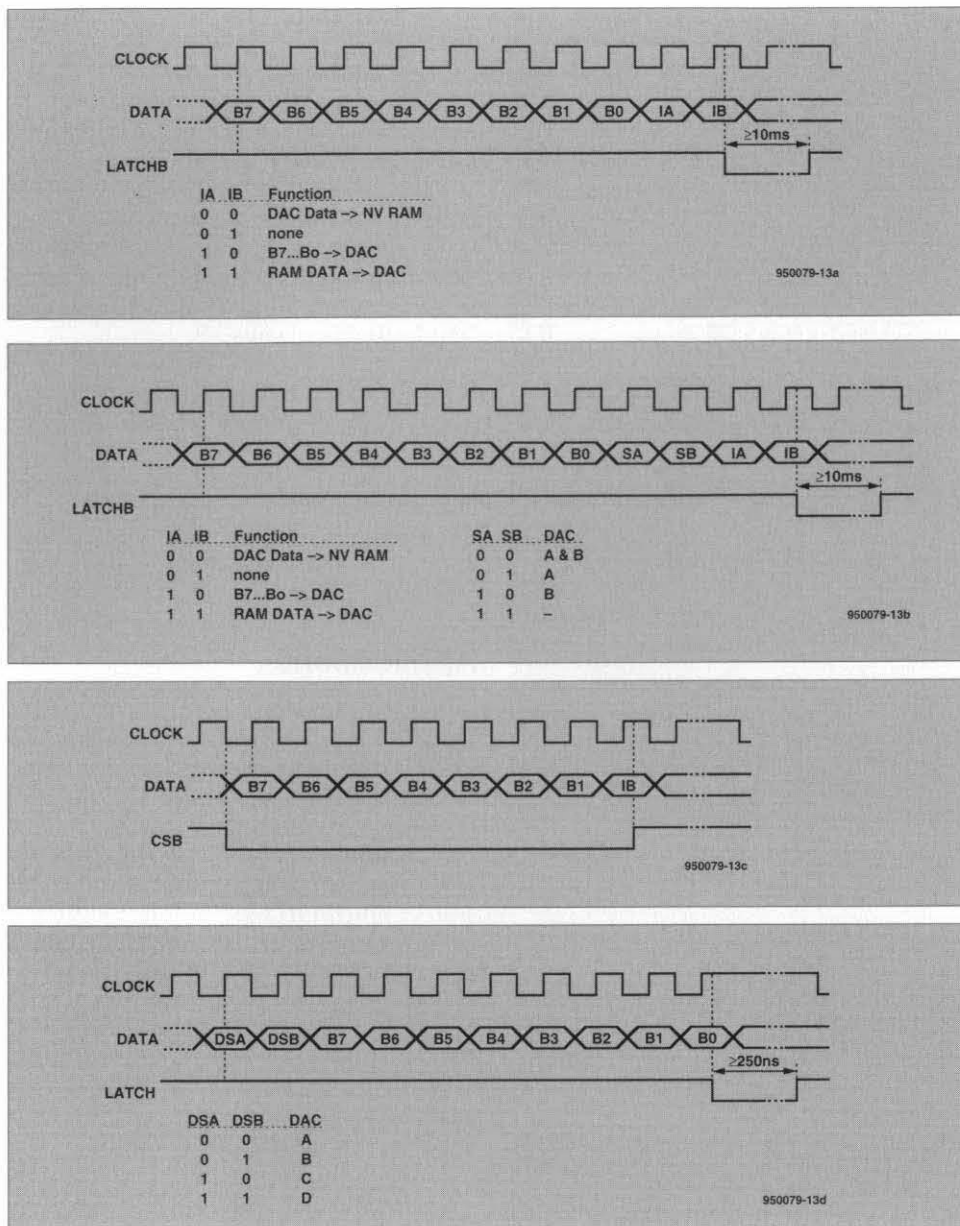 CLOCK
DATA B7 B6 B5 B4 B3 B2 B1 B0 IA IB
≥10ms
LATCHB
IA IB Function
0 0 DAC Data –> NV RAM
0 1 none
1 0 B7...Bo –> DAC
1 1 RAM DATA –> DAC
950079-13a
CLOCK
DATA B7 B6 B5 B4 B3 B2 B1 B0 SA SB IA IB
≥10ms
LATCHB
IA IB Function SA SB DAC
0 0 DAC Data –> NV RAM 0 0 A & B
0 1 none 0 1 A
1 0 B7...Bo –> DAC 1 0 B
1 1 RAM DATA –> DAC 1 1 –
950079-13b
CLOCK
DATA B7 B6 B5 B4 B3 B2 B1 IB
CSB
950079-13c
CLOCK
DATA DSA DSB B7 B6 B5 B4 B3 B2 B1 B0
≥250ns
LATCH
DSA DSB DAC
0 0 A
0 1 B
1 0 C
1 1 D
950079-13d